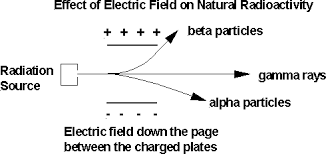 Effect of Electric Field on Natural Radioactivity
+ + + +
beta particles
Radiation
Source
gamma rays
alpha particles
- - - -
Electric field down the page
between the charged plates